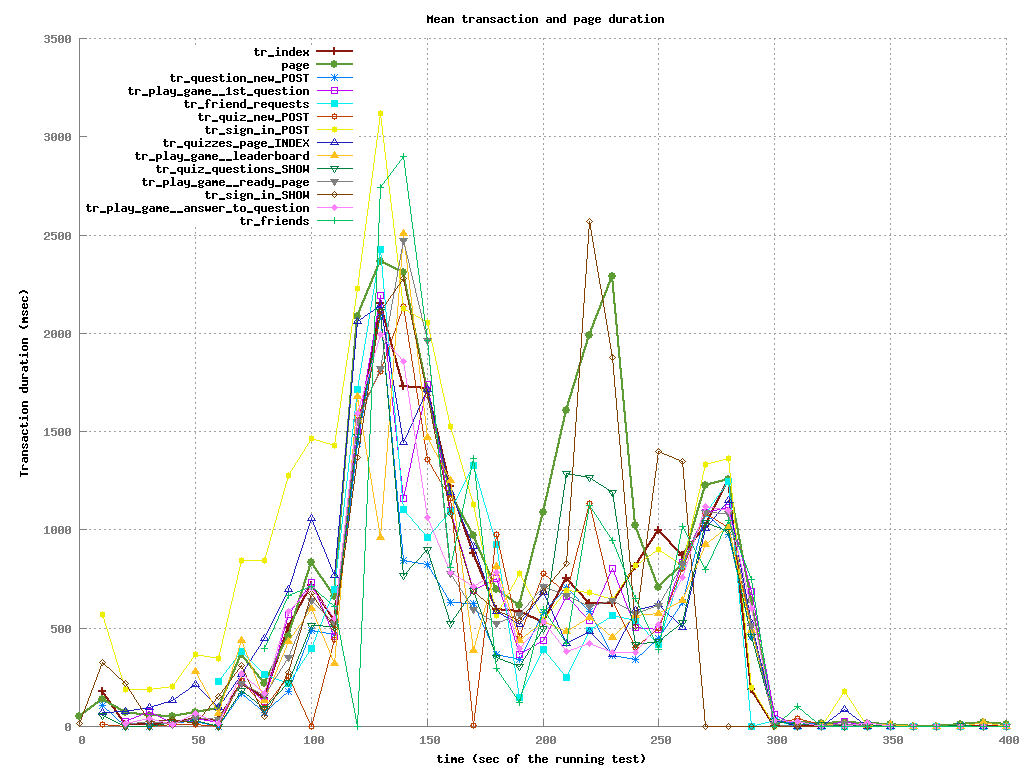 Mean transaction and page duration
3500
3000
2500
2000
1500
1000
500
0
Transaction duration (msec)
tr_index
page
tr_question_new_POST
tr_play_game__1st_question
tr_friend_requests
tr_quiz_new_POST
tr_sign_in_POST
tr_quizzes_page_INDEX
tr_play_game__leaderboard
tr_quiz_questions_SHOW
tr_play_game__ready_page
tr_sign_in_SHOW
tr_play_game__answer_to_question
tr_friends
0 50 100 150 200 250 300 350 400
time (sec of the running test)